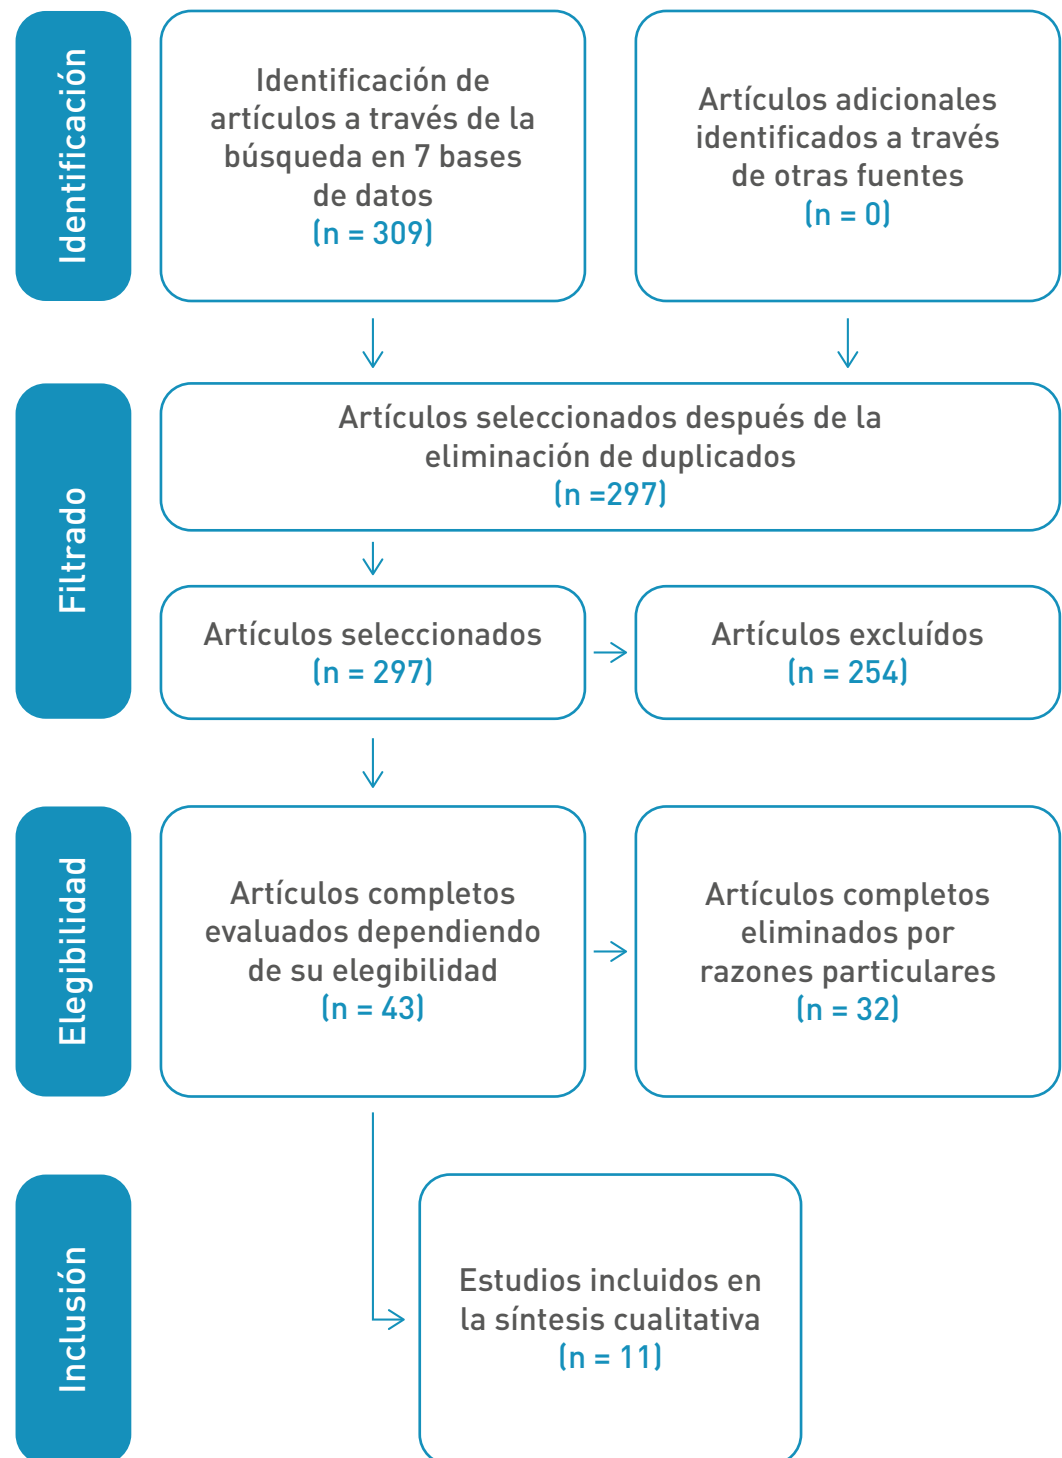 Identificación
Identificación de
artículos a través de la
búsqueda en 7 bases
de datos
(n = 309)
Artículos adicionales
identificados a través
de otras fuentes
(n = 0)
Filtrado
Artículos seleccionados después de la
eliminación de duplicados
(n =297)
Artículos seleccionados
(n = 297)
Artículos excluídos
(n = 254)
Elegibilidad
Artículos completos
evaluados dependiendo
de su elegibilidad
(n = 43)
Artículos completos
eliminados por
razones particulares
(n = 32)
Inclusión
Estudios incluidos en
la síntesis cualitativa
(n = 11)